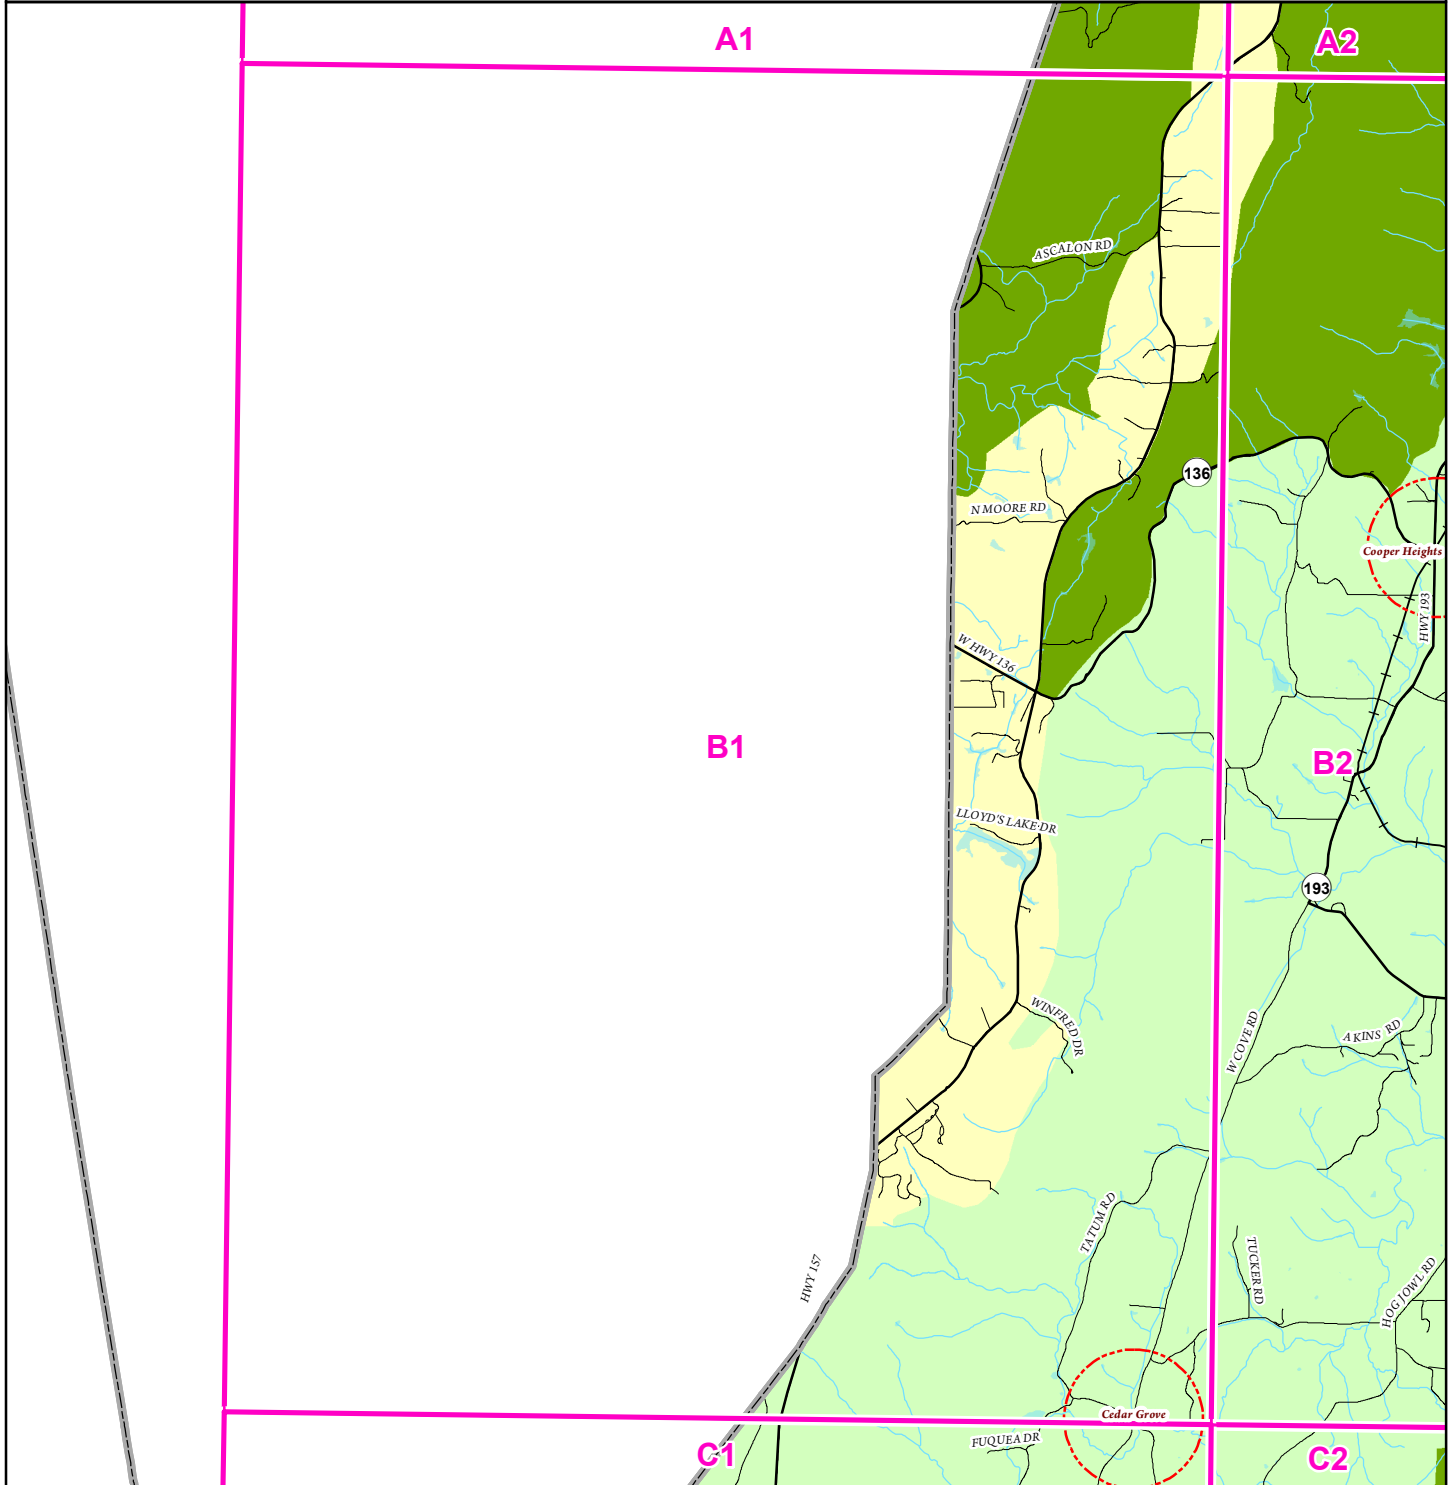 A1
A2
ASCALON RD
136
N MOORE RD
Cooper Heights
HWY 193
W HWY 136
B1
B2
LLOYD'S LAKE DR
193
WINFRED DR
W COVE RD
AKINS RD
TATUM RD
TUCKER RD
HWY 157
HOG JOWL RD
Cedar Grove
FUQUEA DR
C1
C2